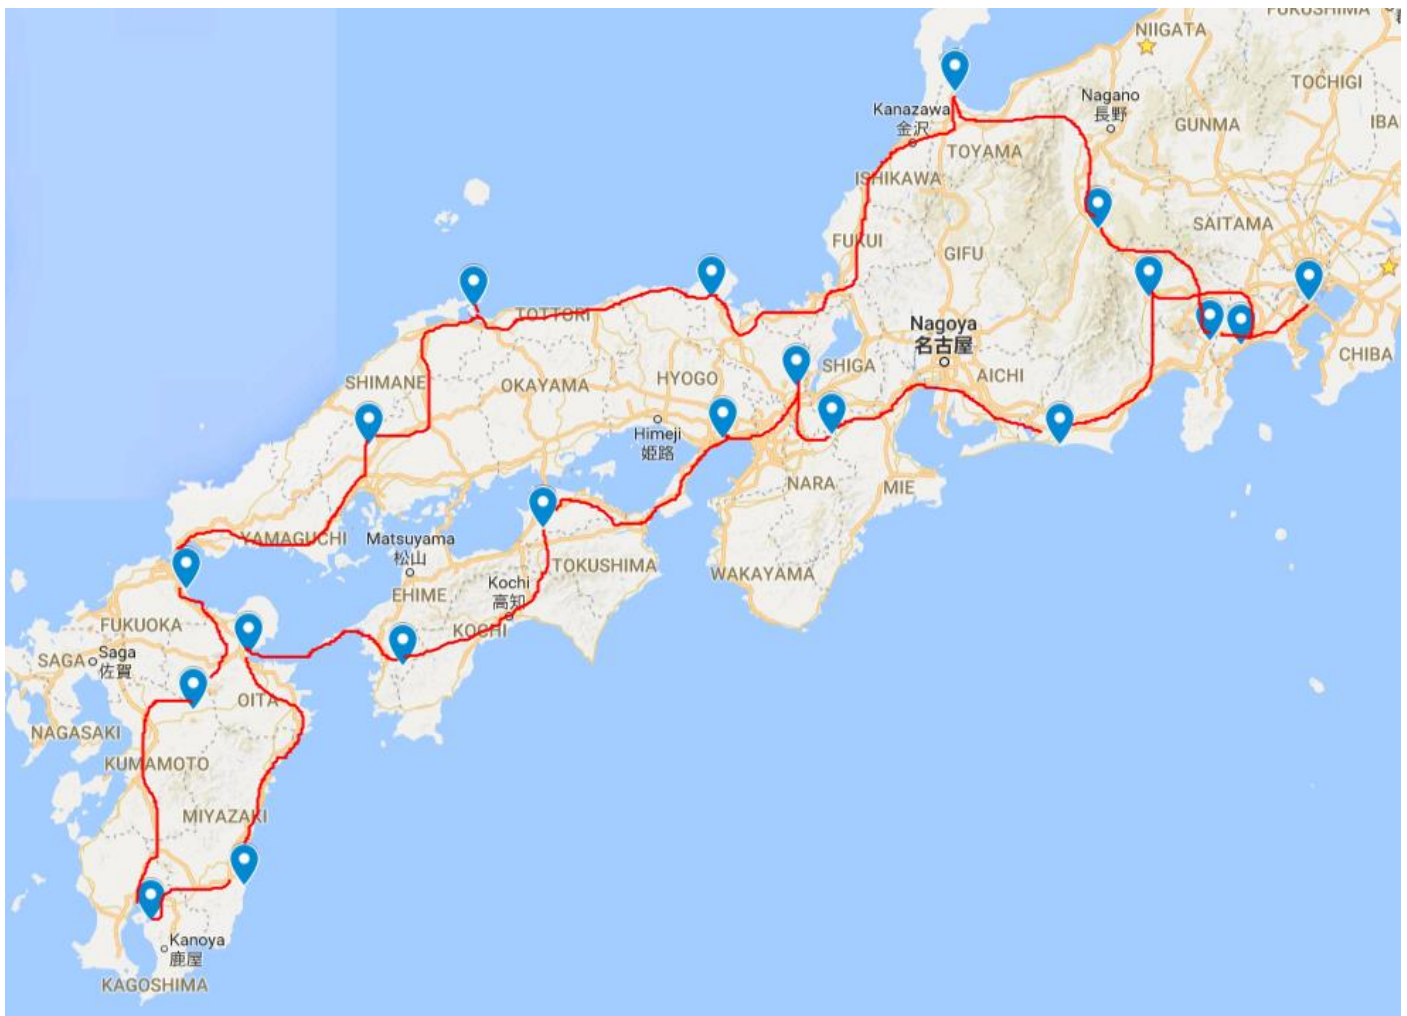 FUKUSHIMA
NIIGATA
TOCHIGI
Nagano
長野
Kanazawa
金沢
GUNMA
IBA
TOYAMA
ISHIKAWA
SAITAMA
FUKUI
GIFU
TOTTORI
Nagoya
名古屋
CHIBA
SHIGA
AICHI
SHIMANE
OKAYAMA
HYOGO
Himeji
姫路
NARA
MIE
YAMAGUCHI
Matsuyama
松山
TOKUSHIMA
WAKAYAMA
Kochi
高知
EHIME
KOCHI
FUKUOKA
SAGA
Saga
佐賀
OITA
NAGASAKI
KUMAMOTO
MIYAZAKI
Kanoya
鹿屋
KAGOSHIMA